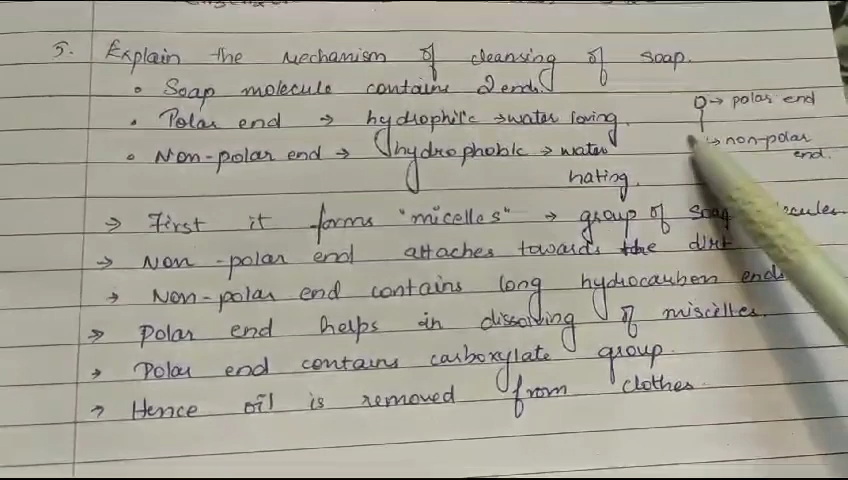 5. Explain the mechanism of cleansing of soap.
• Soap molecule contains 2 ends.
• Polar end → hydrophilic → water loving.
O→ polar end
• Non-polar end → hydrophobic → water hating.
→ non-polar end.
→ First it forms "micelles" → group of soap
→ Non-polar end attaches towards the dirt
→ Non-polar end contains long hydrocarbon ends
→ Polar end helps in dissolving of miscelles.
→ Polar end contains carboxylate group.
→ Hence oil is removed from clothes.